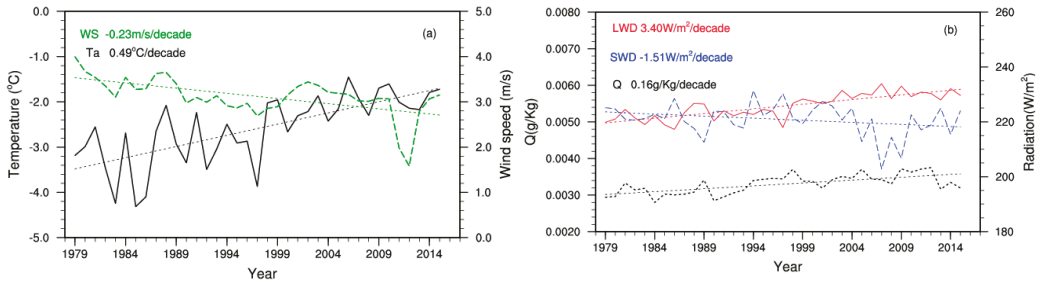 WS -0.23m/s/decade
Ta 0.49°C/decade
(a)
Temperature (°C)
-1.0
-2.0
-3.0
-4.0
-5.0
0.0
5.0
4.0
3.0
2.0
1.0
0.0
Wind speed (m/s)
1979 1984 1989 1994 1999 2004 2009 2014
Year
LWD 3.40W/m²/decade
SWD -1.51W/m²/decade
Q 0.16g/Kg/decade
(b)
Q(g/Kg)
0.0080
0.0070
0.0060
0.0050
0.0040
0.0030
0.0020
260
240
220
200
180
Radiation(W/m²)
1979 1984 1989 1994 1999 2004 2009 2014
Year